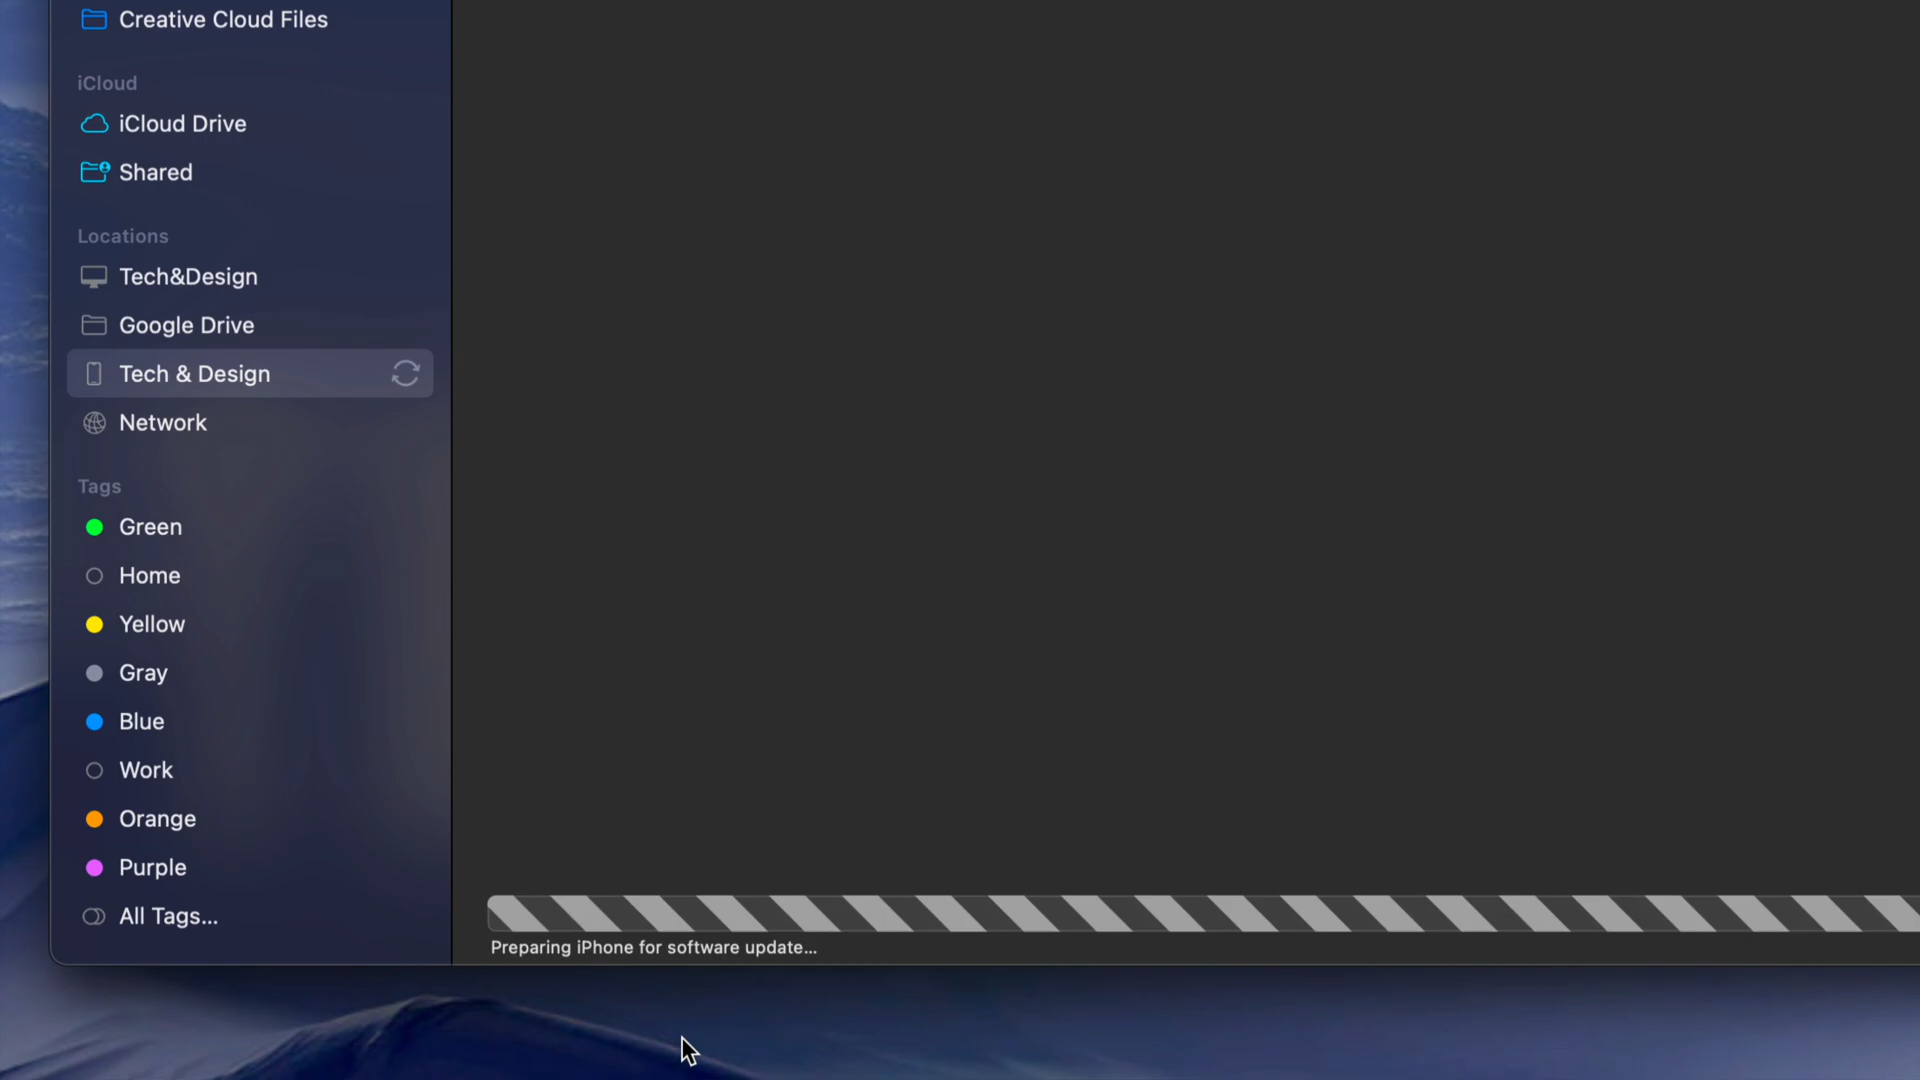 Creative Cloud Files
iCloud
iCloud Drive
Shared
Locations
Tech&Design
Google Drive
Tech & Design
Network
Tags
Green
Home
Yellow
Gray
Blue
Work
Orange
Purple
All Tags...
Preparing iPhone for software update...